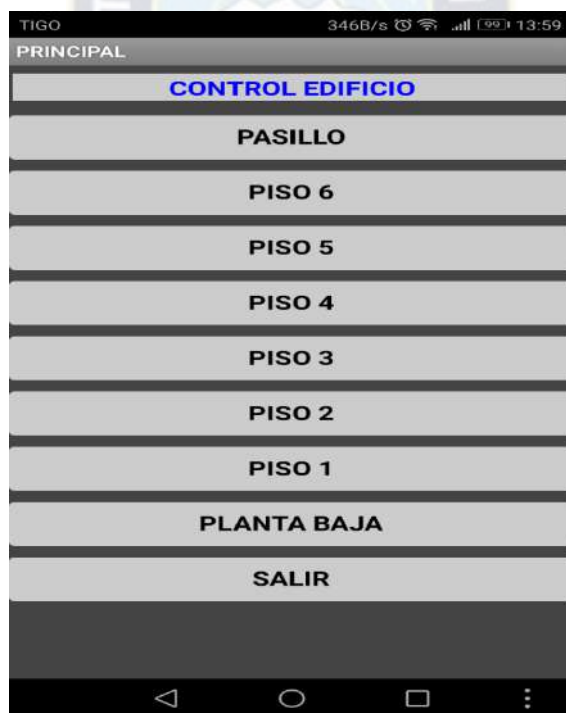 TIGO 346B/s 99 13:59
PRINCIPAL
CONTROL EDIFICIO
PASILLO
PISO 6
PISO 5
PISO 4
PISO 3
PISO 2
PISO 1
PLANTA BAJA
SALIR